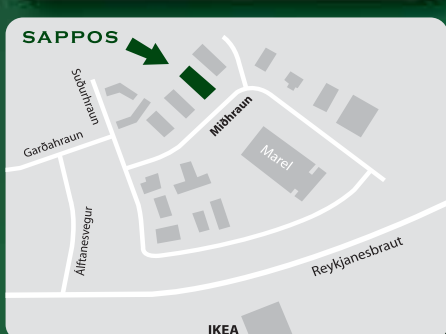 SAPPOS
Suðurhraun
Garðahraun
Miðhraun
Marel
Álftanesvegur
Reykjanesbraut
IKEA